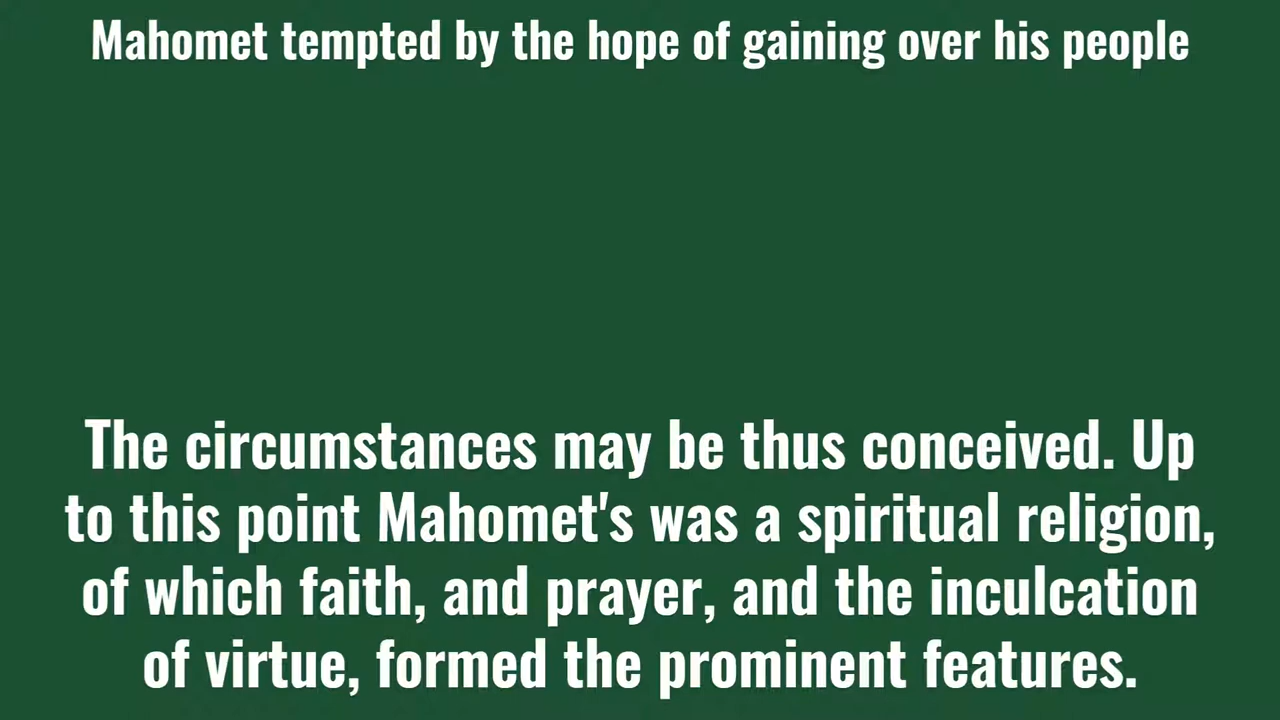 Mahomet tempted by the hope of gaining over his people
The circumstances may be thus conceived. Up
to this point Mahomet's was a spiritual religion,
of which faith, and prayer, and the inculcation
of virtue, formed the prominent features.